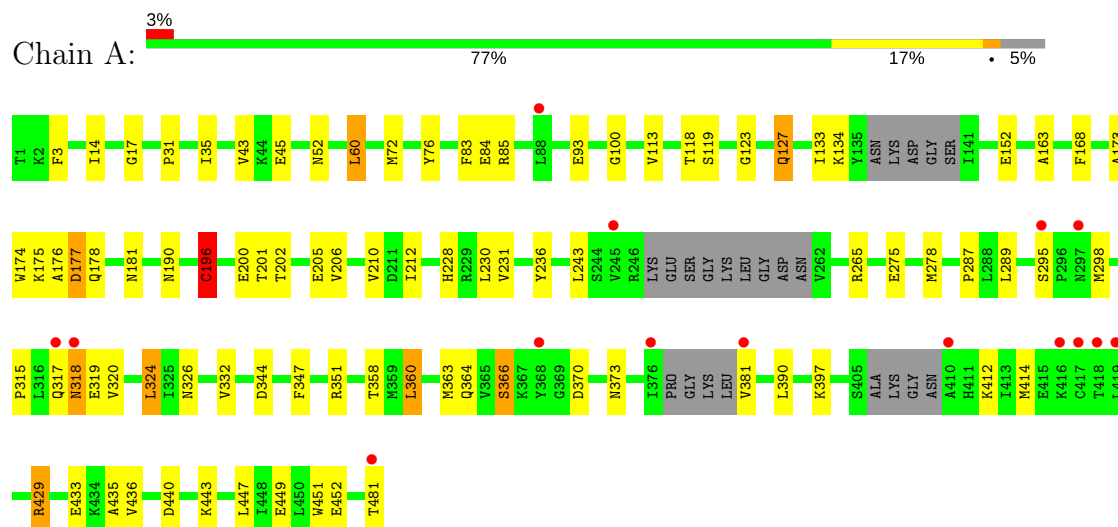 3%
Chain A:
77% 17% • 5%
T1 K2 F3 I14 G17 P31 I35 V43 K44 E45 N52 L60 M72 Y76 F83 E84 R85 L88 E93 G100 V113 T118 S119 G123 Q127 I133 K134 Y135 ASN LYS ASP GLY SER I141 E152 A163 F168 A173
W174 K175 A176 D177 Q178 N181 N190 C196 E200 T201 T202 E205 V206 V210 D211 I212 H228 R229 L230 V231 Y236 L243 S244 V245 R246 LYS GLU SER GLY LYS LEU GLY ASP ASN V262 R265 E275 M278 P287 L288 L289 S295 P296 N297 M298
P315 L316 Q317 N318 E319 V320 L324 I325 N326 V332 D344 F347 R351 T358 M359 L360 M363 Q364 V365 S366 K367 Y368 G369 D370 N373 I376 PRO GLY LYS LEU V381 L390 K397 S405 ALA LYS GLY ASN A410 H411 K412 I413 M414 E415 K416 C417 T418 L419
R429 E433 K434 A435 V436 D440 K443 L447 I448 E449 L450 W451 E452 T481